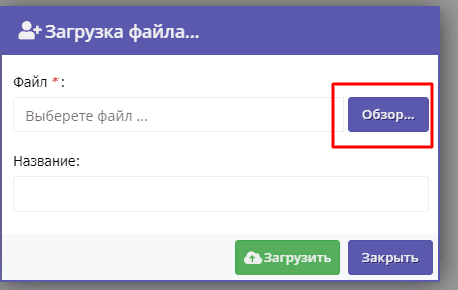 Загрузка файла...
Файл * :
Выберете файл ...
Обзор...
Название:
Загрузить
Закрыть